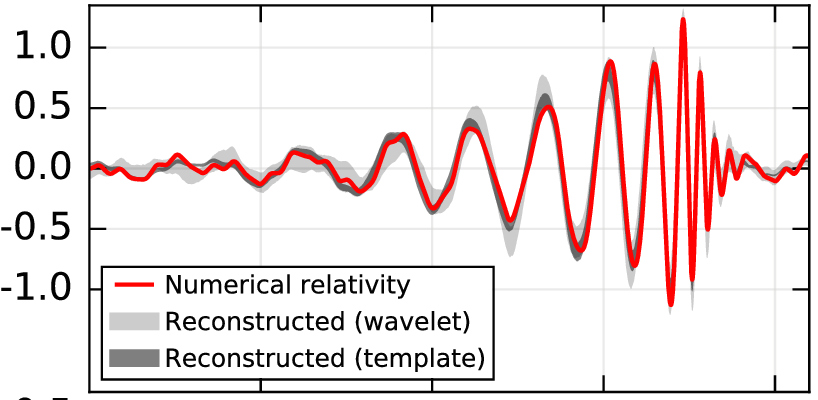 1.0
0.5
0.0
-0.5
-1.0
Numerical relativity
Reconstructed (wavelet)
Reconstructed (template)